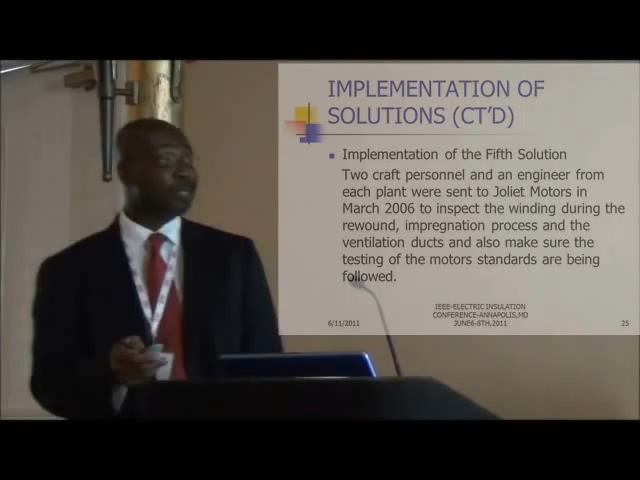 IMPLEMENTATION OF
SOLUTIONS (CT'D)
Implementation of the Fifth Solution
Two craft personnel and an engineer from
each plant were sent to Joliet Motors in
March 2006 to inspect the winding during the
rewound, impregnation process and the
ventilation ducts and also make sure the
testing of the motors standards are being
followed.
IEEE-ELECTRIC INSULATION
CONFERENCE-ANNAPOLIS,MD
6/11/2011 JUNE6-8TH,2011 25